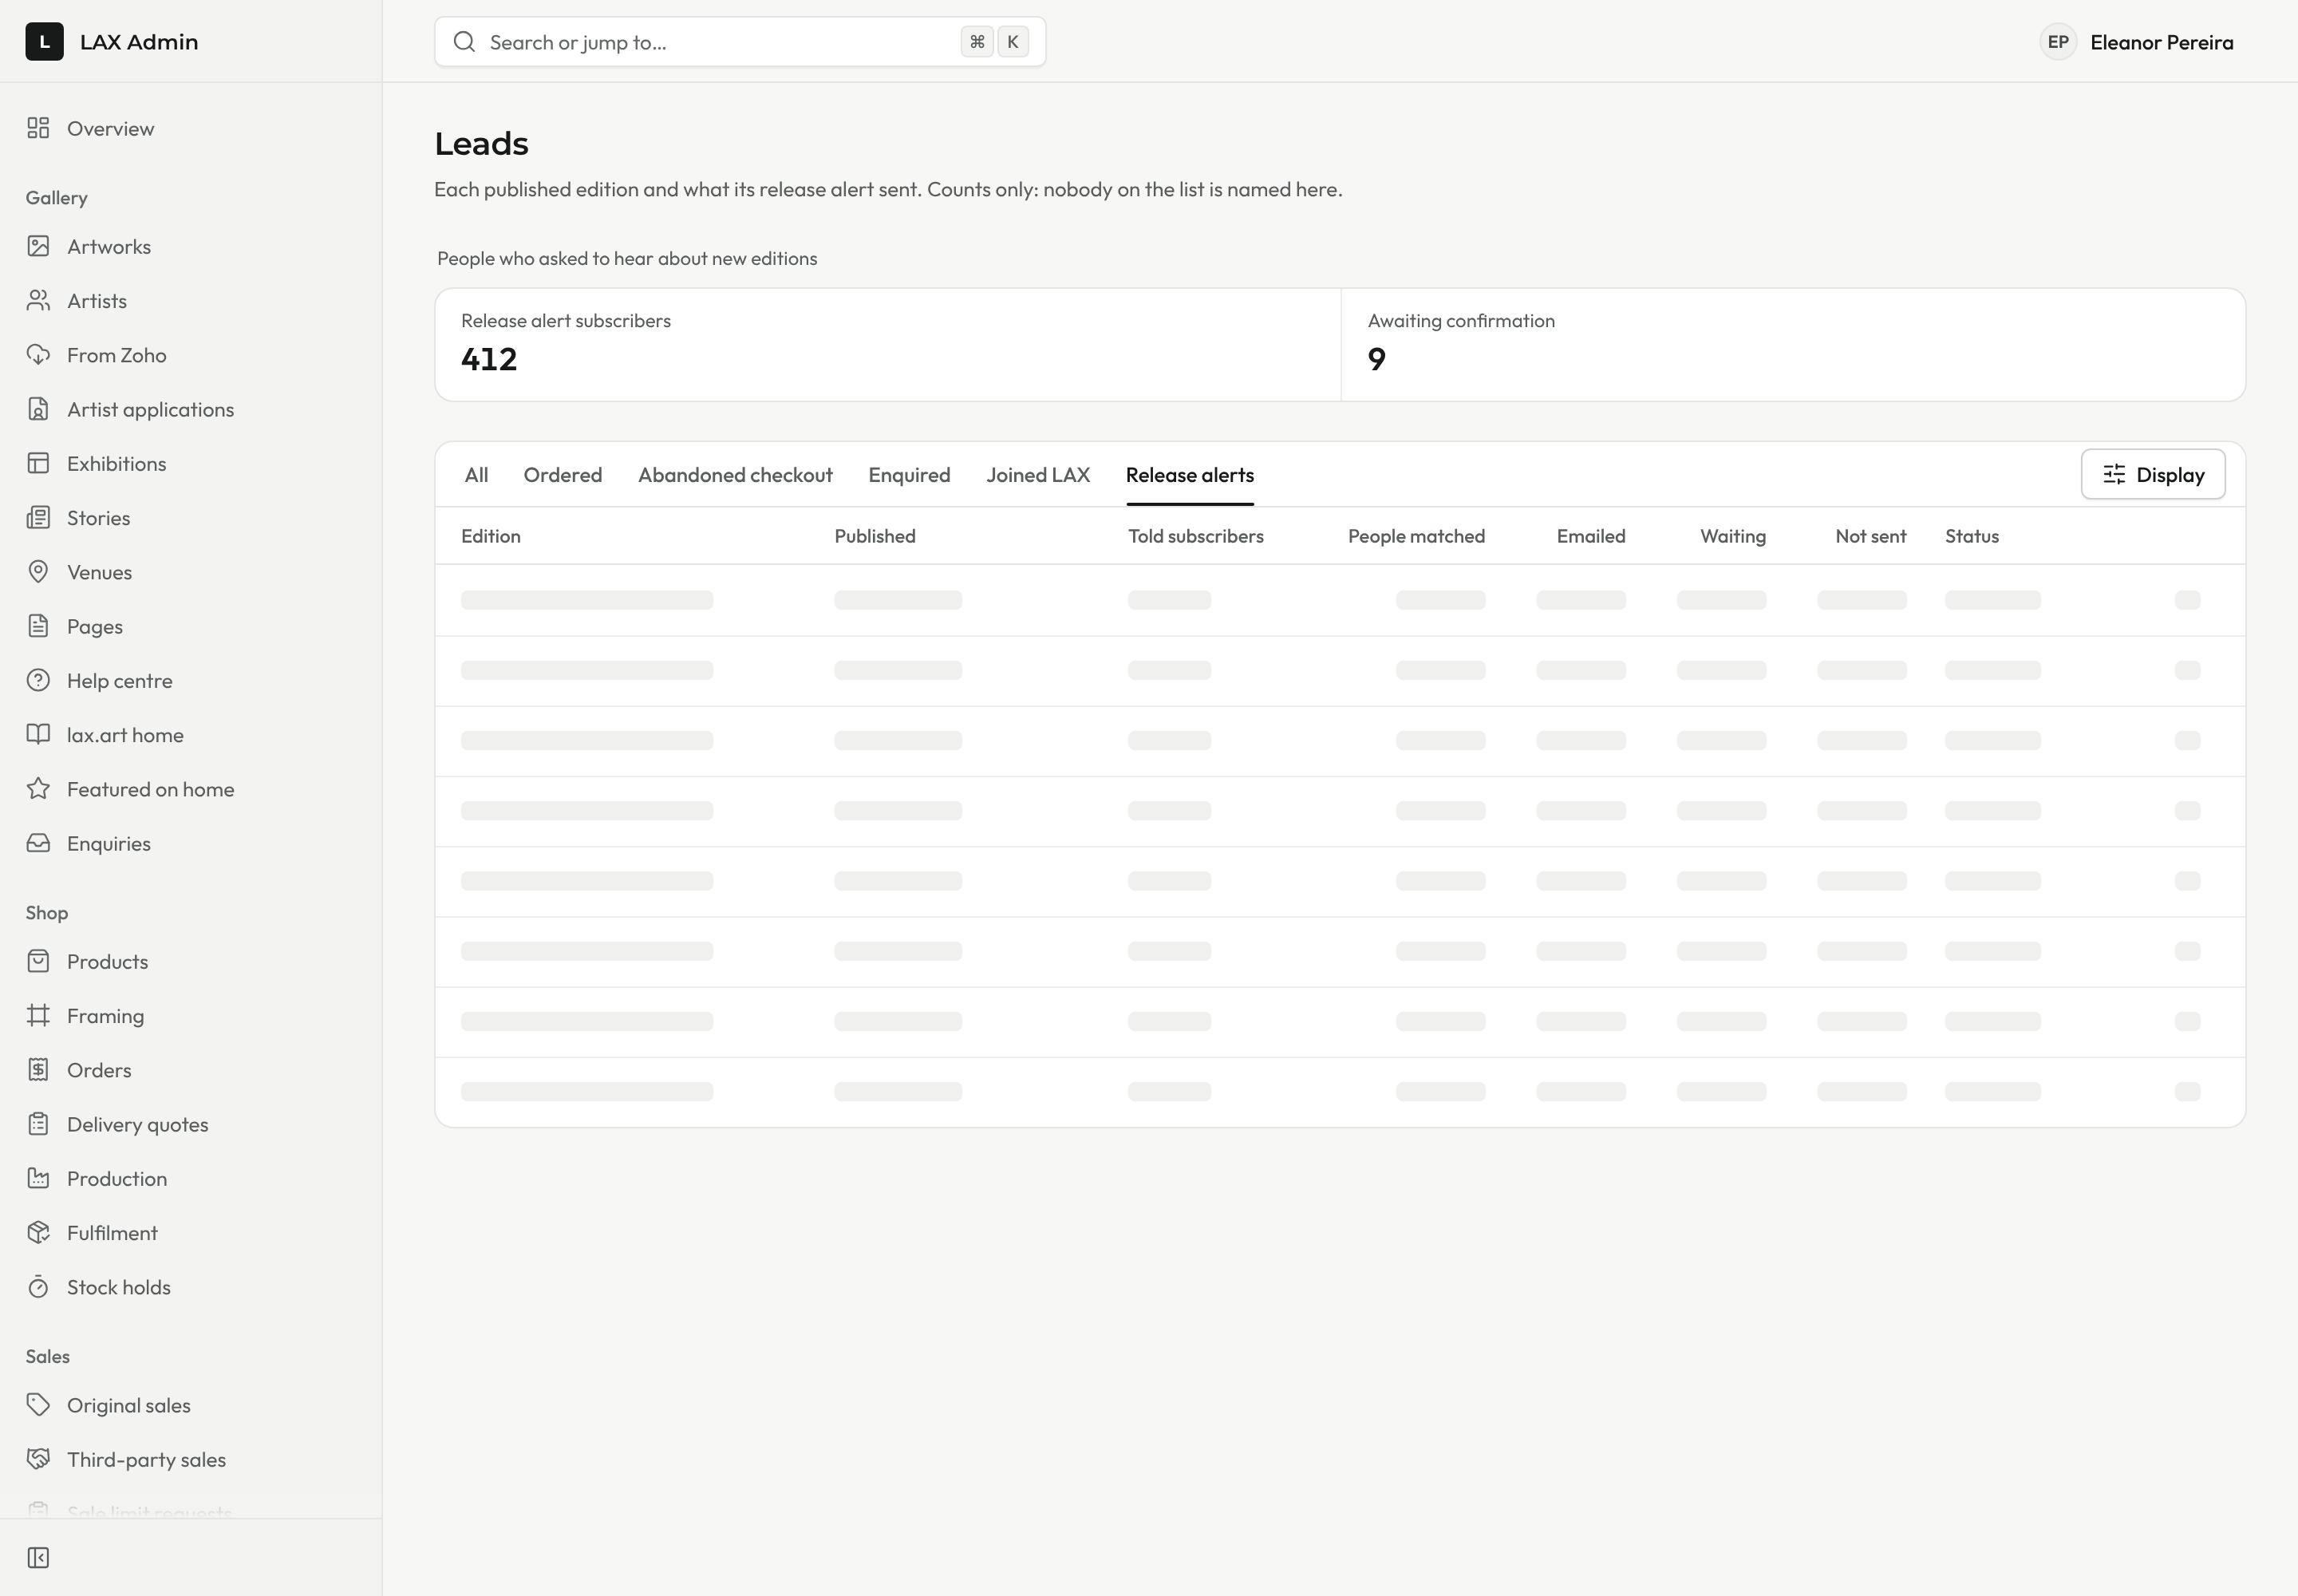 L LAX Admin
Search or jump to... ⌘ K
EP Eleanor Pereira
Overview
Gallery
Artworks
Artists
From Zoho
Artist applications
Exhibitions
Stories
Venues
Pages
Help centre
lax.art home
Featured on home
Enquiries
Shop
Products
Framing
Orders
Delivery quotes
Production
Fulfilment
Stock holds
Sales
Original sales
Third-party sales
Sale limit requests
Leads
Each published edition and what its release alert sent. Counts only: nobody on the list is named here.
People who asked to hear about new editions
Release alert subscribers
412
Awaiting confirmation
9
All Ordered Abandoned checkout Enquired Joined LAX Release alerts Display
Edition Published Told subscribers People matched Emailed Waiting Not sent Status